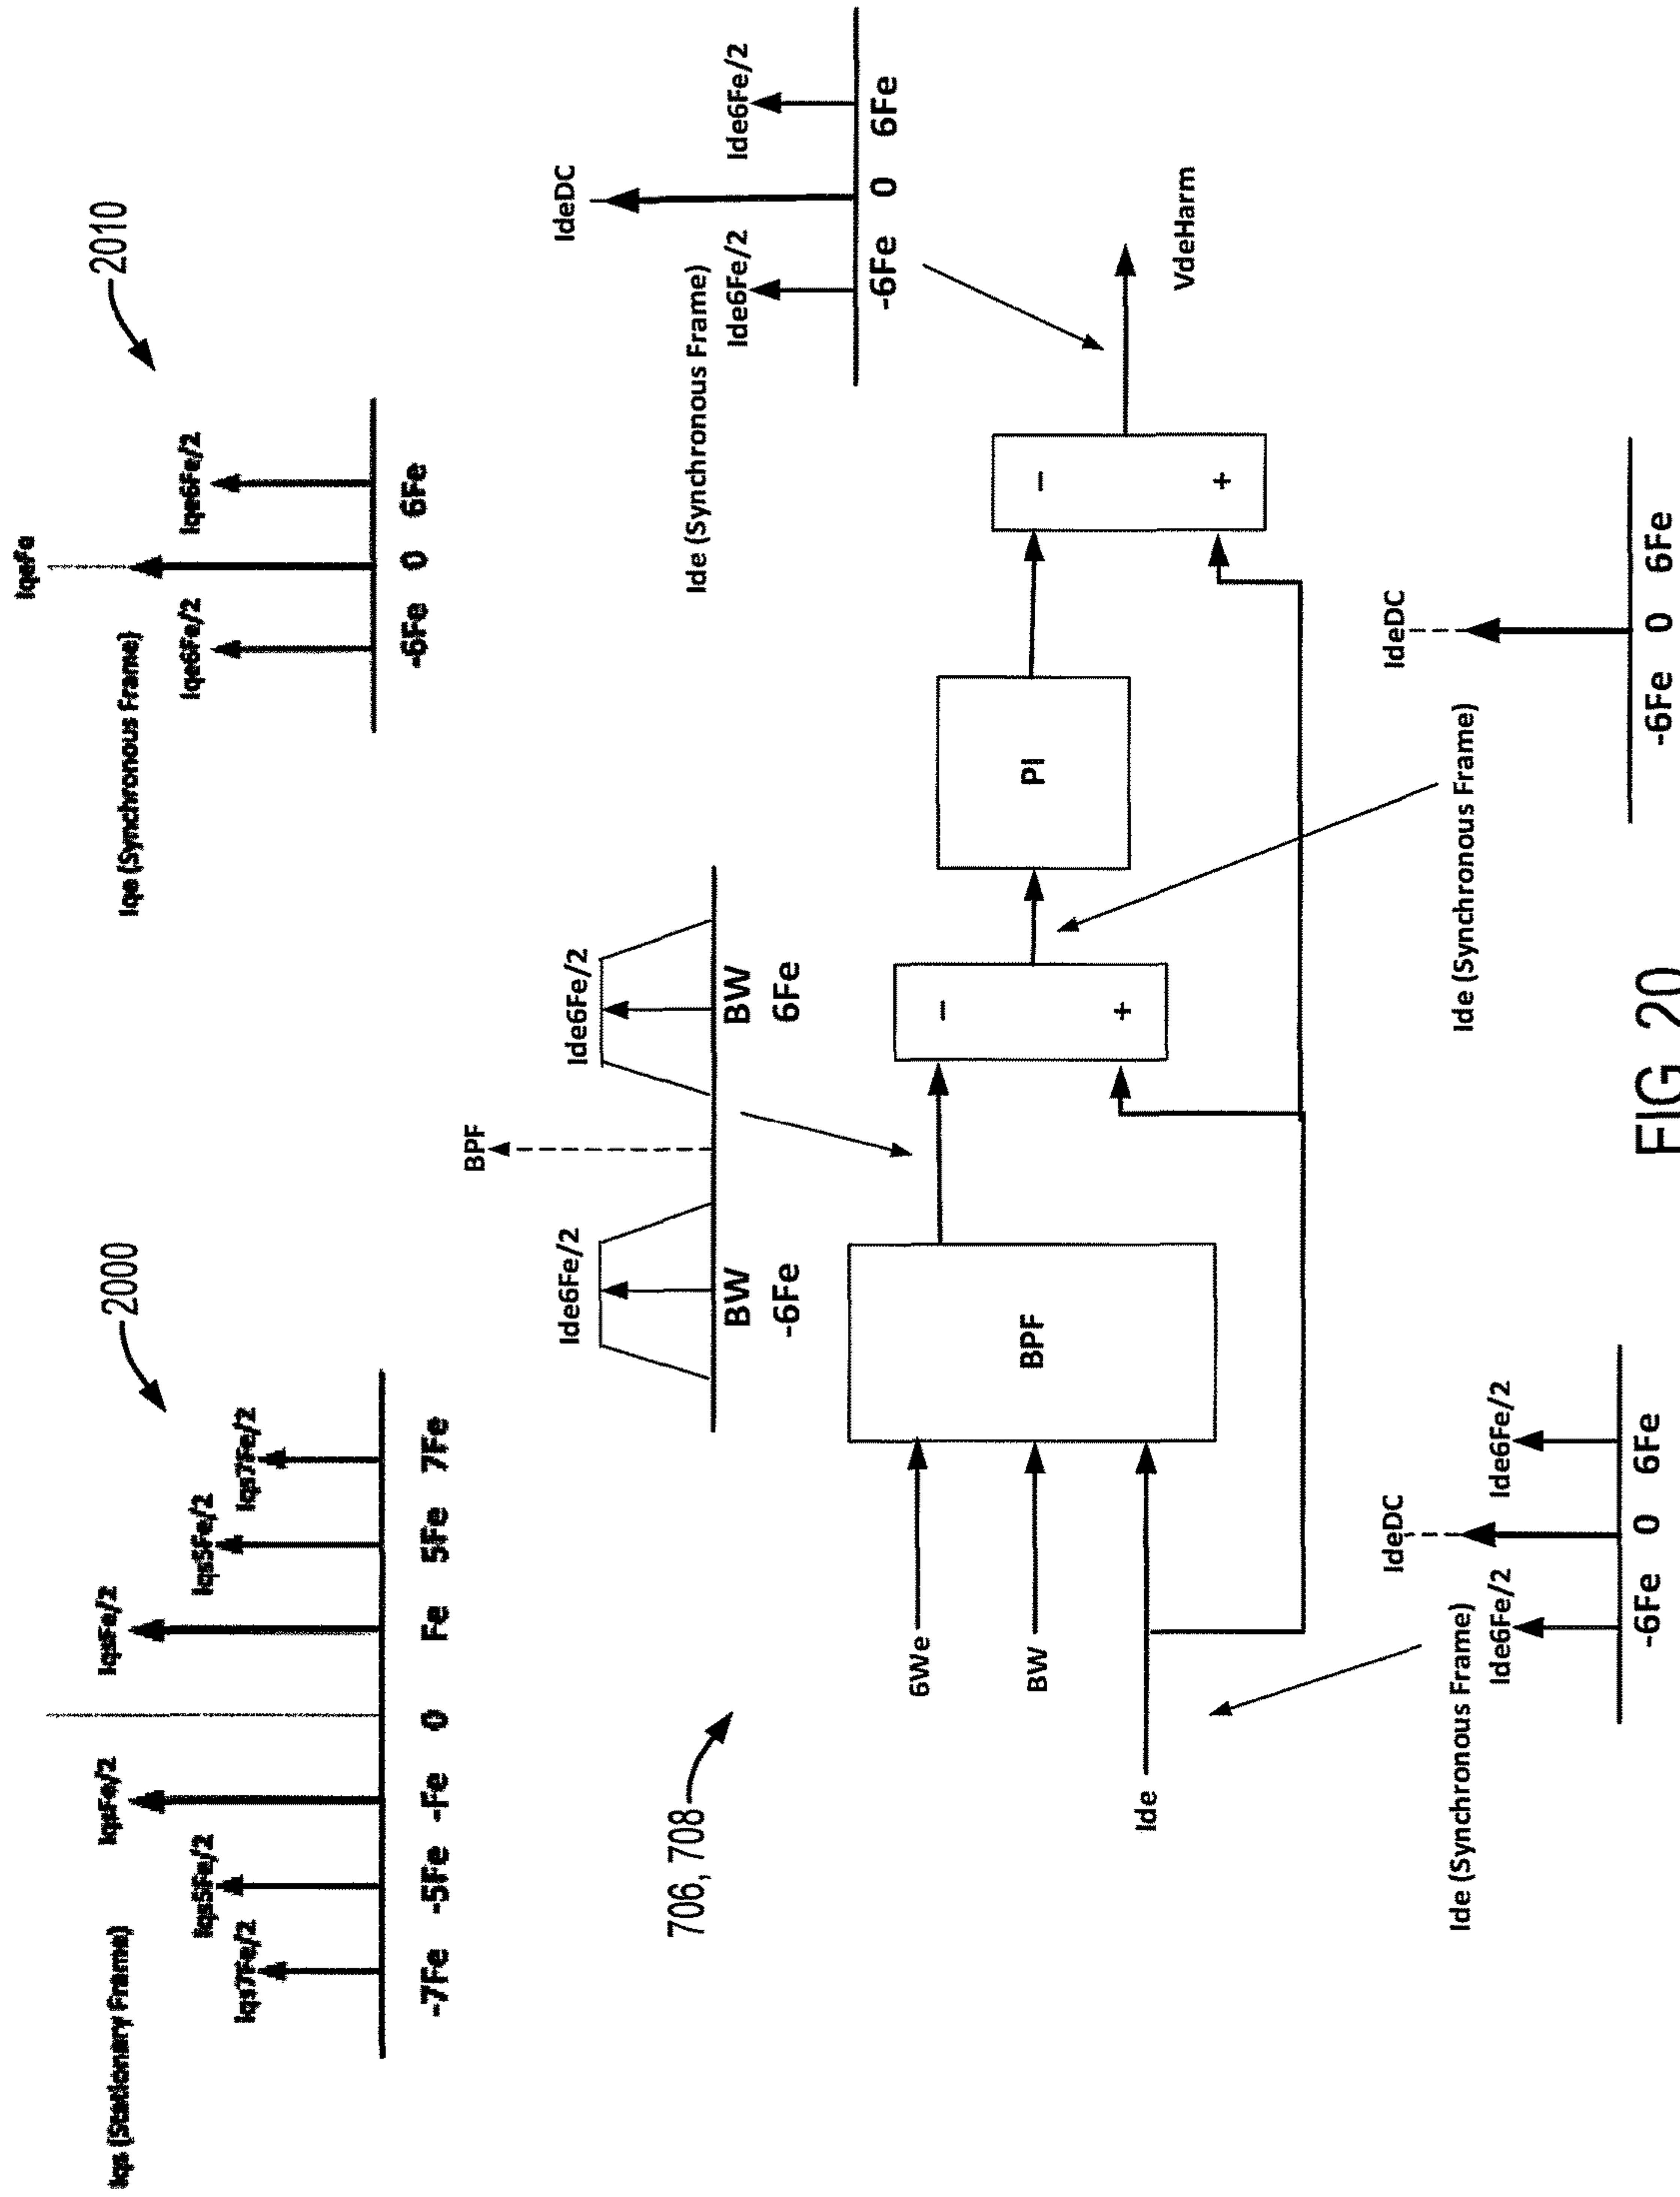 Iqs (Stationary Frame)
2000
IqsFe/2
IqsFe/2
Iqs5Fe/2
Iqs5Fe/2
Iqs7Fe/2
Iqs7Fe/2
-7Fe -5Fe -Fe 0 Fe 5Fe 7Fe
Iqe (Synchronous Frame)
2010
IqeFe
Iqe6Fe/2
Iqe6Fe/2
-6Fe 0 6Fe
706, 708
BPF
Ide6Fe/2
Ide6Fe/2
BW
BW
-6Fe
6Fe
Ide (Synchronous Frame)
IdeDC
Ide6Fe/2
Ide6Fe/2
-6Fe 0 6Fe
6We
BW
Ide
BPF
−
+
PI
−
+
VdeHarm
Ide (Synchronous Frame)
IdeDC
Ide6Fe/2
Ide6Fe/2
-6Fe 0 6Fe
Ide (Synchronous Frame)
IdeDC
-6Fe 0 6Fe
FIG. 20